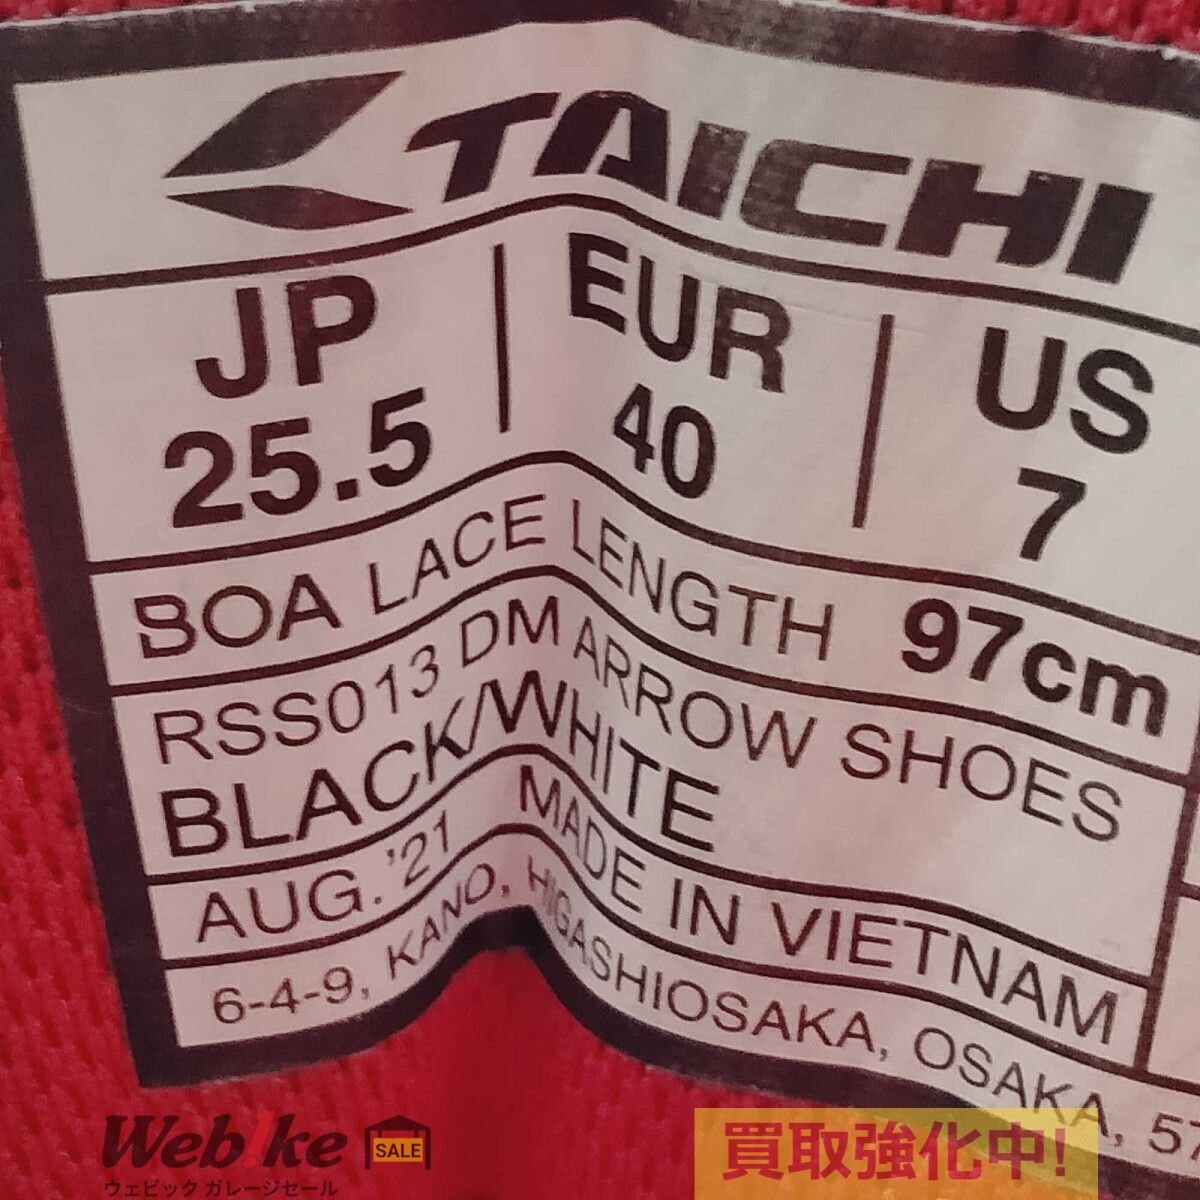 TAICHI
JP EUR US
25.5 40 7
BOA LACE LENGTH 97cm
RSS013 DM ARROW SHOES
BLACK/WHITE
AUG.'21 MADE IN VIETNAM
6-4-9, KANO, HIGASHIOSAKA, OSAKA, 57
Webike SALE
ウェビック ガレージセール
買取強化中!